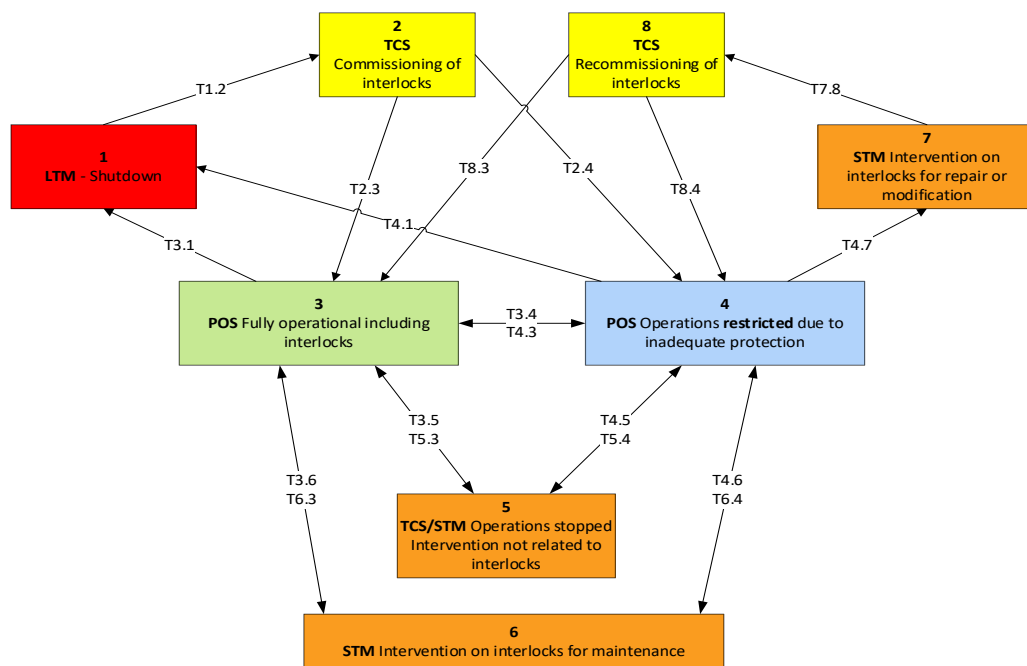 2
TCS
Commissioning of
interlocks
8
TCS
Recommissioning of
interlocks
T1.2
T7.8
1
LTM - Shutdown
7
STM Intervention on
interlocks for repair or
modification
T8.3
T2.4
T2.3
T8.4
T4.1
T3.1
T4.7
3
POS Fully operational including
interlocks
T3.4
T4.3
4
POS Operations restricted due to
inadequate protection
T3.5
T5.3
T4.5
T5.4
T3.6
T6.3
T4.6
T6.4
5
TCS/STM Operations stopped
Intervention not related to
interlocks
6
STM Intervention on interlocks for maintenance